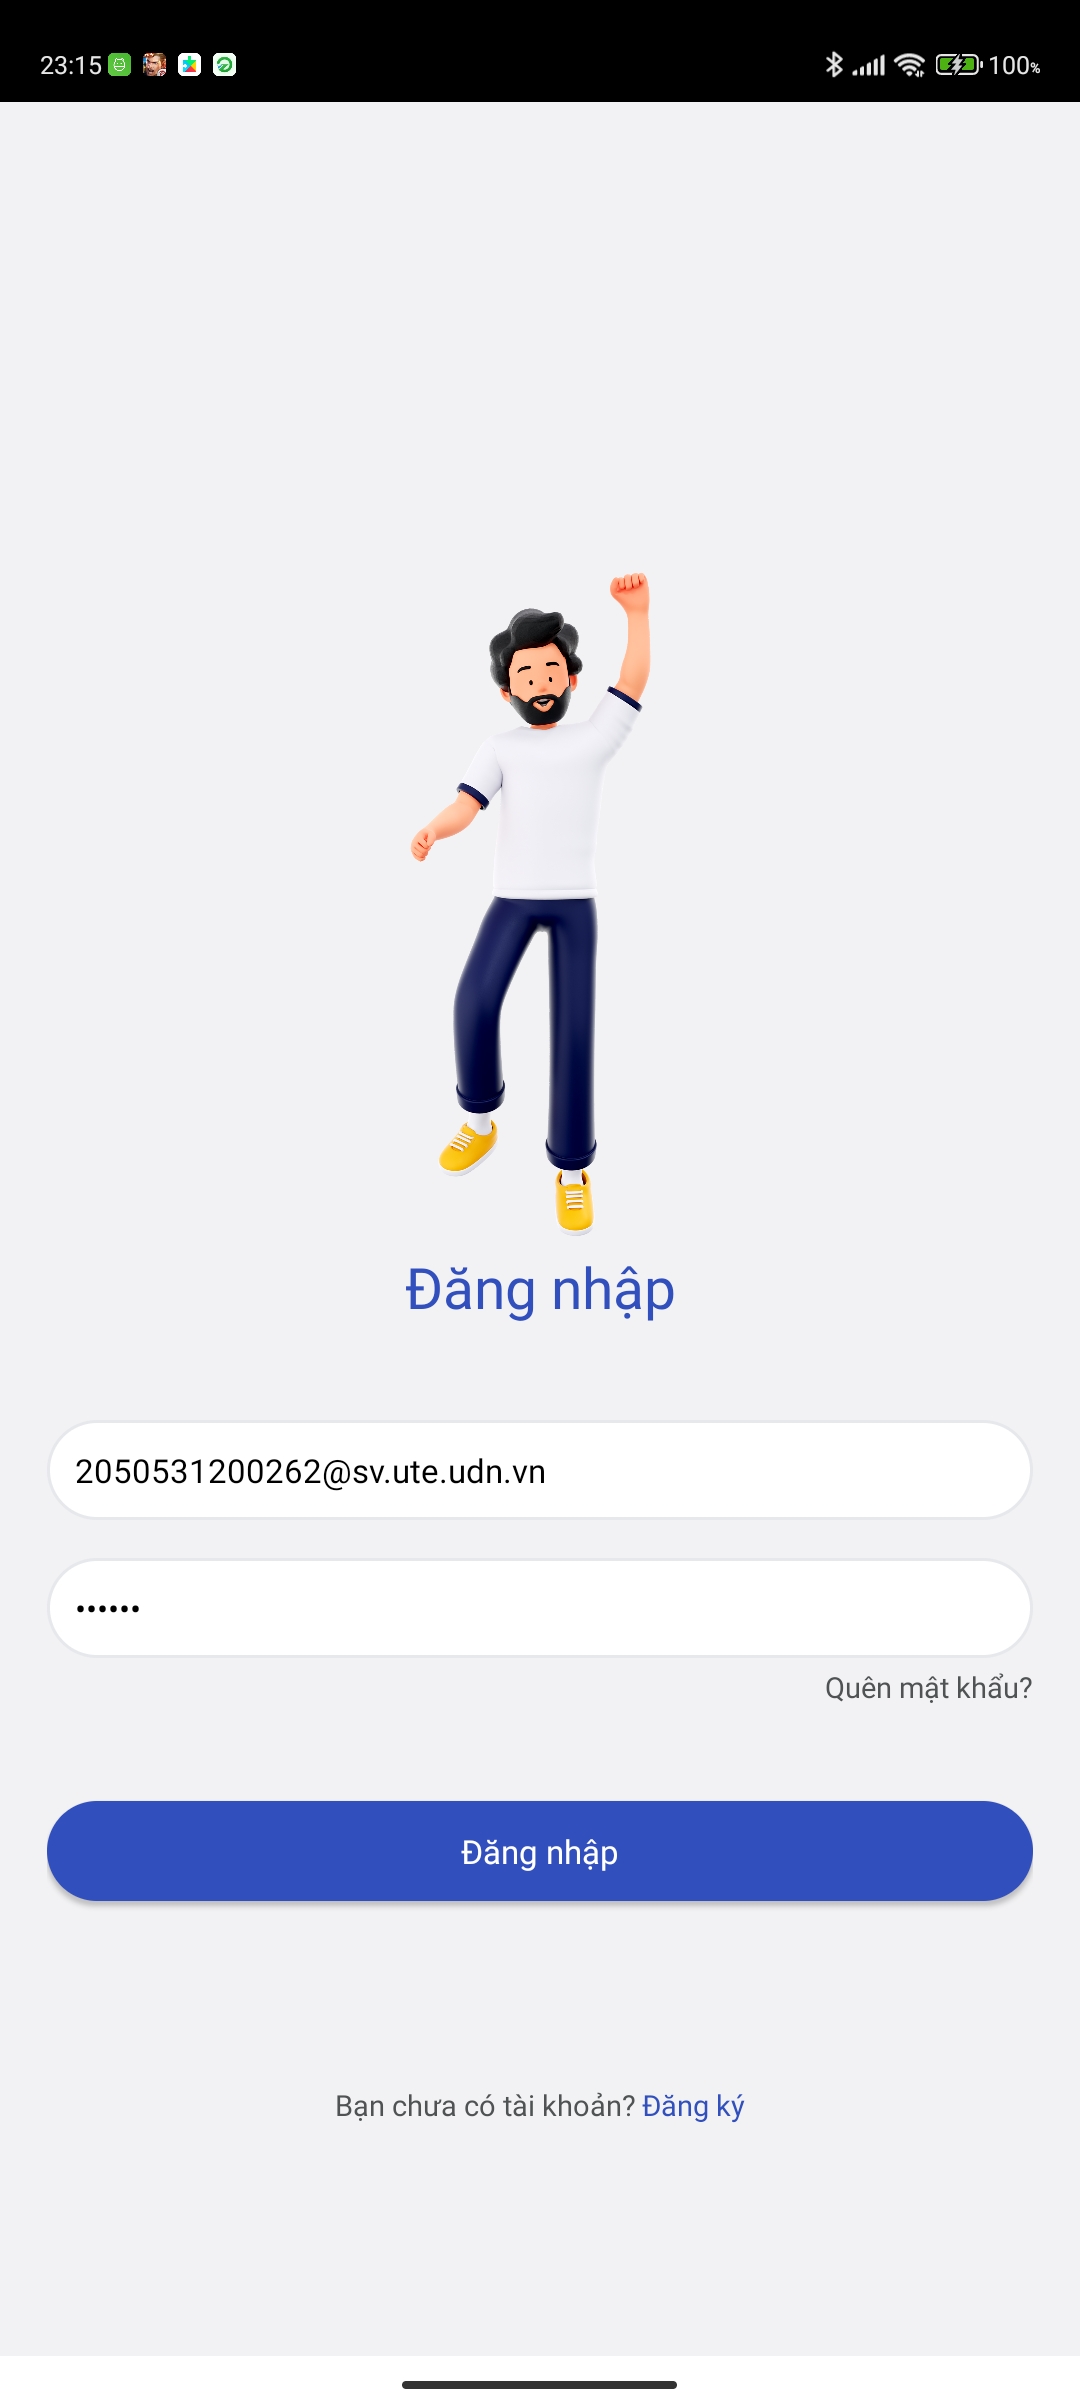 23:15 100%
Đăng nhập
2050531200262@sv.ute.udn.vn
••••••
Quên mật khẩu?
Đăng nhập
Bạn chưa có tài khoản? Đăng ký